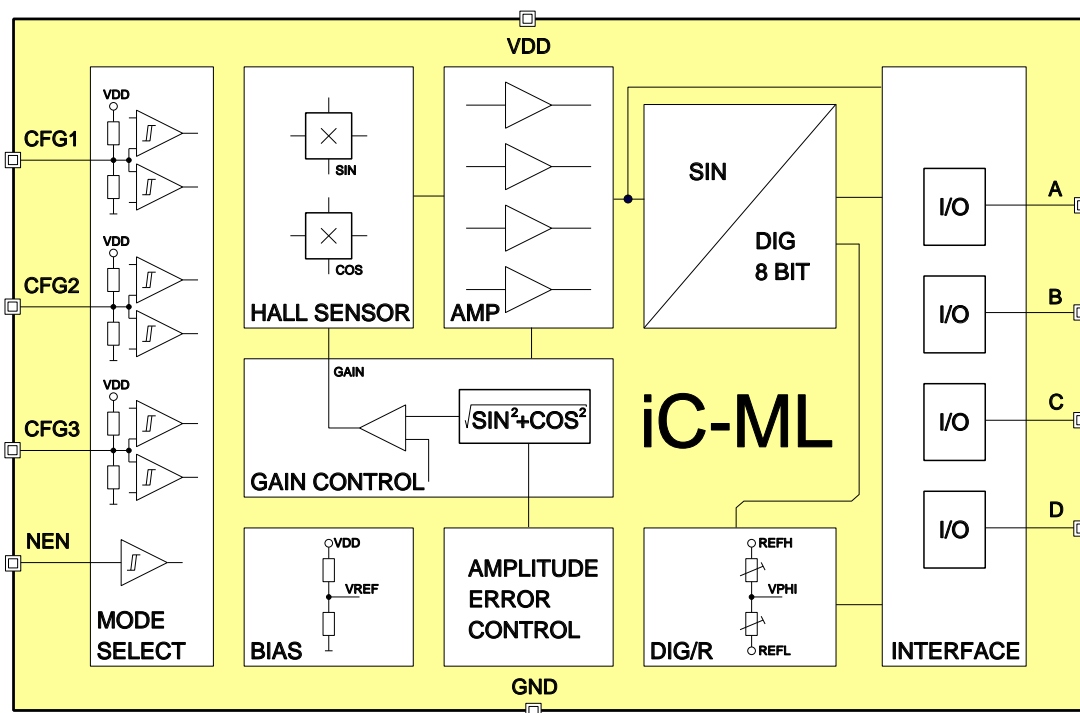 VDD
CFG1
VDD
CFG2
VDD
CFG3
VDD
NEN
MODE
SELECT
SIN
COS
HALL SENSOR
AMP
SIN
DIG
8 BIT
GAIN
√SIN²+COS²
GAIN CONTROL
iC-ML
VDD
VREF
BIAS
AMPLITUDE
ERROR
CONTROL
REFH
VPHI
REFL
DIG/R
I/O
I/O
I/O
I/O
INTERFACE
A
B
C
D
GND